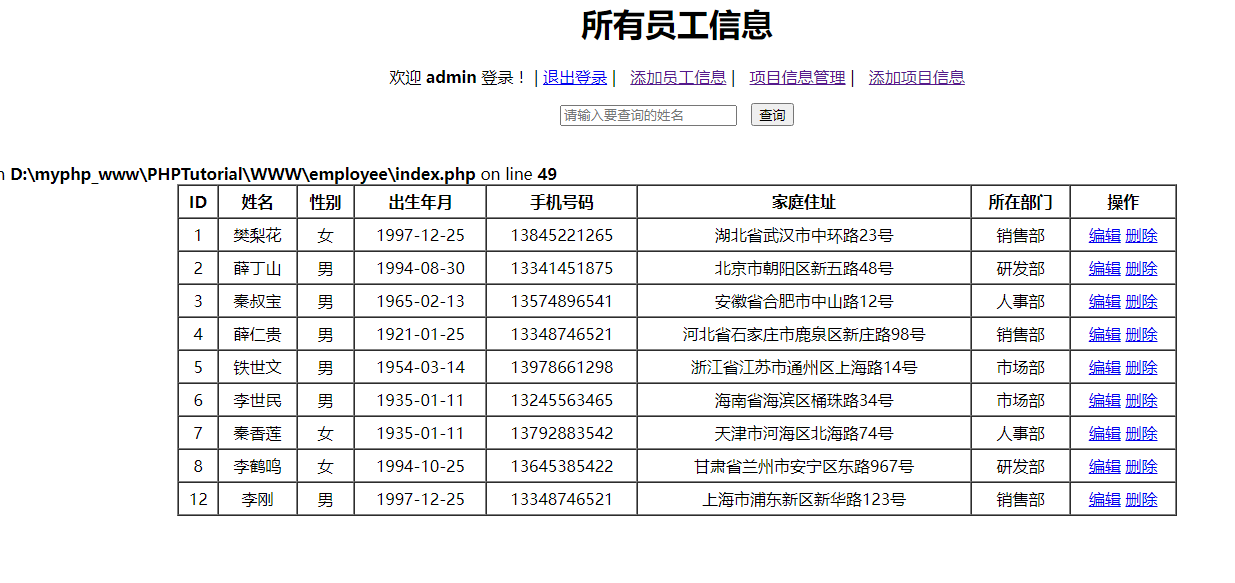 所有员工信息
欢迎 admin 登录！ | 退出登录 | 添加员工信息 | 项目信息管理 | 添加项目信息
请输入要查询的姓名 查询
D:\myphp_www\PHPTutorial\WWW\employee\index.php on line 49
ID 姓名 性别 出生年月 手机号码 家庭住址 所在部门 操作
1 樊梨花 女 1997-12-25 13845221265 湖北省武汉市中环路23号 销售部 编辑 删除
2 薛丁山 男 1994-08-30 13341451875 北京市朝阳区新五路48号 研发部 编辑 删除
3 秦叔宝 男 1965-02-13 13574896541 安徽省合肥市中山路12号 人事部 编辑 删除
4 薛仁贵 男 1921-01-25 13348746521 河北省石家庄市鹿泉区新庄路98号 销售部 编辑 删除
5 铁世文 男 1954-03-14 13978661298 浙江省江苏市通州区上海路14号 市场部 编辑 删除
6 李世民 男 1935-01-11 13245563465 海南省海滨区桶珠路34号 市场部 编辑 删除
7 秦香莲 女 1935-01-11 13792883542 天津市河海区北海路74号 人事部 编辑 删除
8 李鹤鸣 女 1994-10-25 13645385422 甘肃省兰州市安宁区东路967号 研发部 编辑 删除
12 李刚 男 1997-12-25 13348746521 上海市浦东新区新华路123号 销售部 编辑 删除